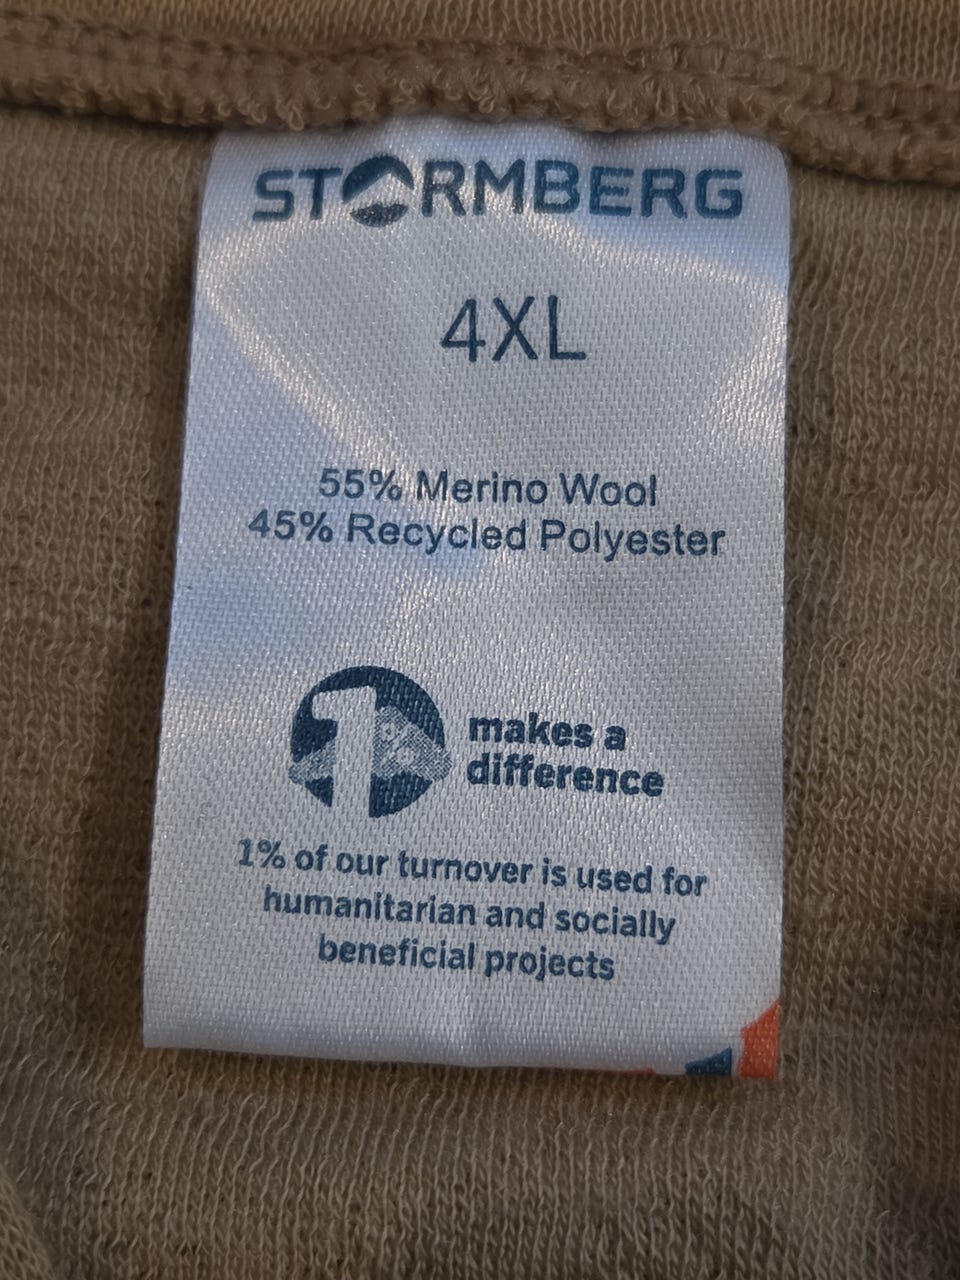 STORMBERG
4XL
55% Merino Wool
45% Recycled Polyester
1%
makes a
difference
1% of our turnover is used for
humanitarian and socially
beneficial projects